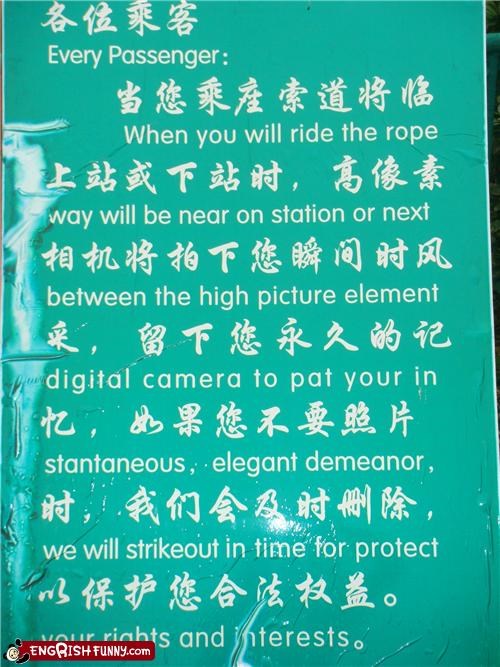 各位乘客
Every Passenger:
当您乘座索道将临
When you will ride the rope
上站或下站时，高像素
way will be near on station or next
相机将拍下您瞬间时风
between the high picture element
采，留下您永久的记
digital camera to pat your in
忆，如果您不要照片
stantaneous，elegant demeanor，
时，我们会及时删除，
we will strikeout in time for protect
以保护您合法权益。
your rights and interests。
ENGRISHFUNNY.COM